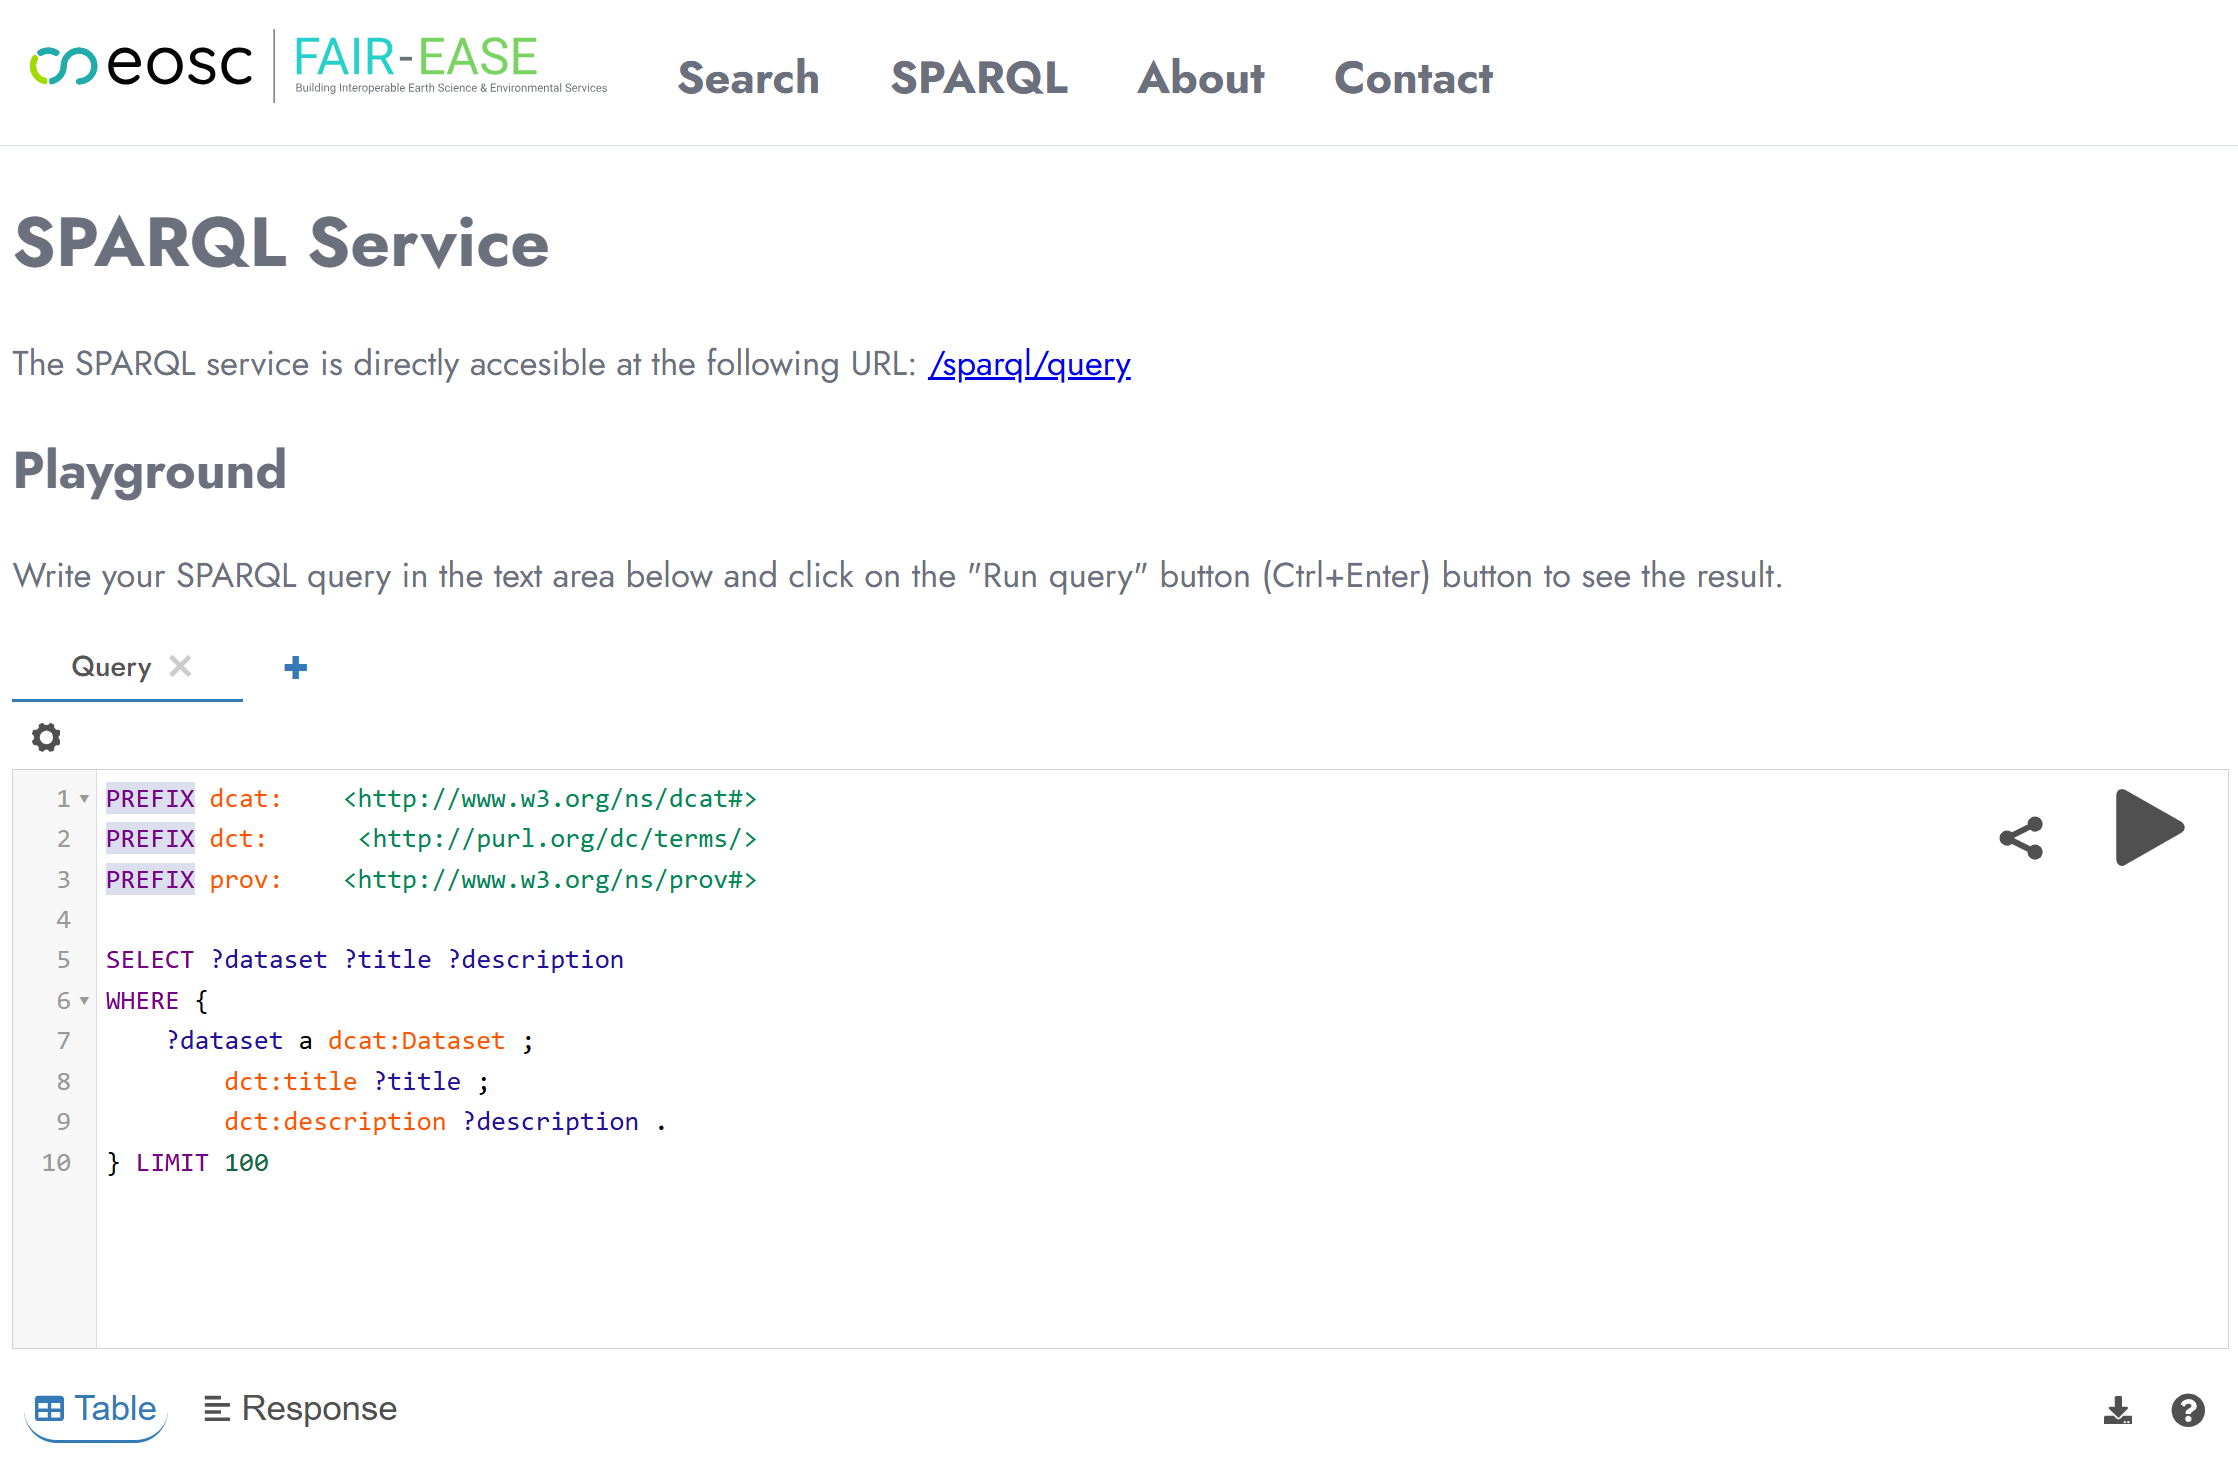 eosc FAIR-EASE
Building Interoperable Earth Science & Environmental Services
Search SPARQL About Contact
SPARQL Service
The SPARQL service is directly accesible at the following URL: /sparql/query
Playground
Write your SPARQL query in the text area below and click on the "Run query" button (Ctrl+Enter) button to see the result.
Query
1 PREFIX dcat: <http://www.w3.org/ns/dcat#>
2 PREFIX dct: <http://purl.org/dc/terms/>
3 PREFIX prov: <http://www.w3.org/ns/prov#>
4
5 SELECT ?dataset ?title ?description
6 WHERE {
7 ?dataset a dcat:Dataset ;
8 dct:title ?title ;
9 dct:description ?description .
10 } LIMIT 100
Table Response